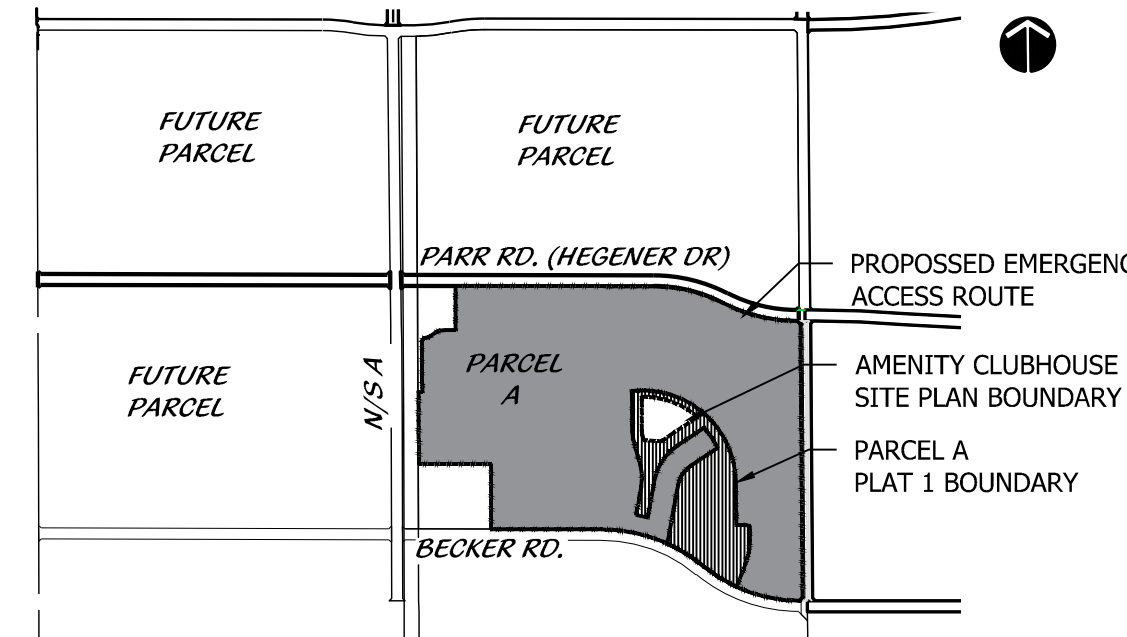 FUTURE
PARCEL
FUTURE
PARCEL
PARR RD. (HEGENER DR)
PROPOSSED EMERGENC
ACCESS ROUTE
FUTURE
PARCEL
N/S A
PARCEL
A
AMENITY CLUBHOUSE
SITE PLAN BOUNDARY
PARCEL A
PLAT 1 BOUNDARY
BECKER RD.